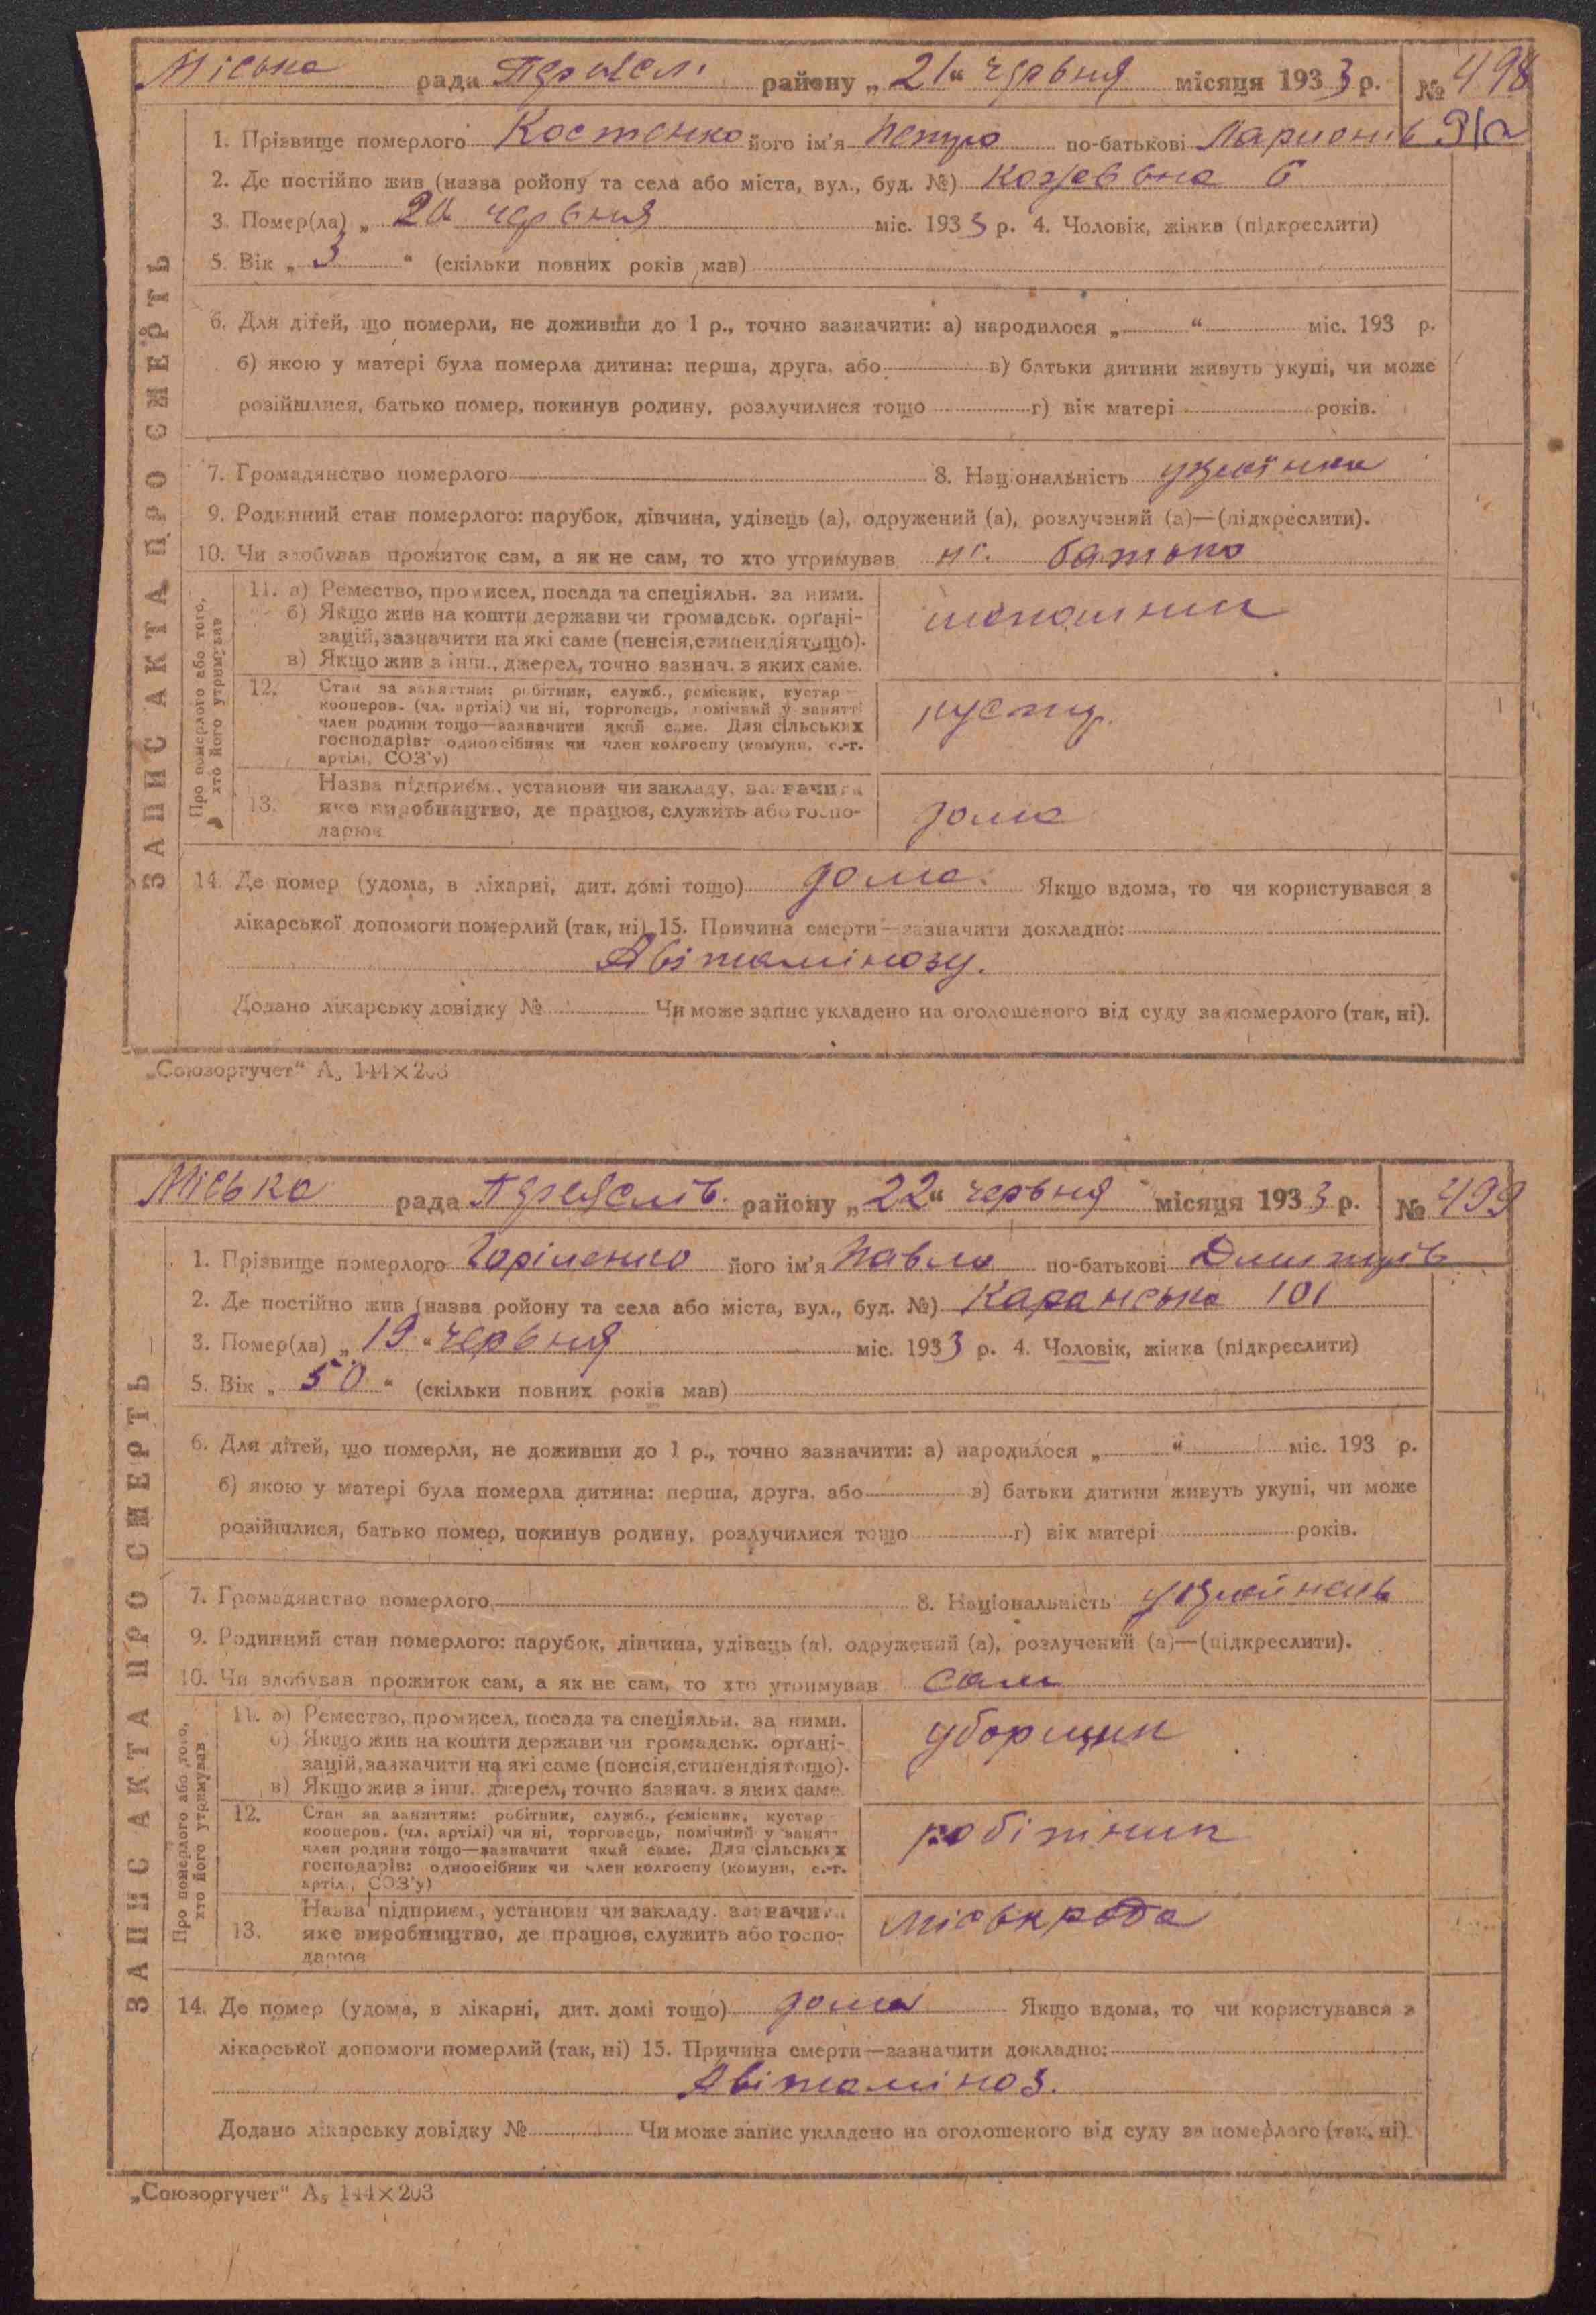 Міська рада Переясл. району „21“ червня місяця 1933 р. № 498
1. Прізвище померлого Костенко його ім'я Петро по-батькові Ларионів
2. Де постійно жив (назва ройону та села або міста, вул., буд. №) 6
3. Помер(ла) „ 20 червня міс. 1933 р. 4. Чоловік, жінка (підкреслити)
5. Вік „ 3 “ (скільки повних років мав)
6. Для дітей, що померли, не доживши до 1 р., точно зазначити: а) народилося „ “ міс. 193 р.
б) якою у матері була померла дитина: перша, друга, або в) батьки дитини живуть укупі, чи може
розійшлися, батько помер, покинув родину, розлучилися тощо г) вік матері років.
7. Громадянство померлого 8. Національність
9. Родинний стан померлого: парубок, дівчина, удівець (а), одружений (а), розлучений (а)—(підкреслити).
10. Чи здобував прожиток сам, а як не сам, то хто утримував ні. батько
ЗАПИС АКТА ПРО СМЕРТЬ
Про померлого або того, хто його утримував
11. а) Ремество, промисел, посада та спеціяльн. за ними.
б) Якщо жив на кошти держави чи громадськ. орґані-
зацій, зазначити на які саме (пенсія, стипендія тощо).
в) Якщо жив з інш., джерел, точно зазнач. з яких саме.
12. Стан за заняттям: робітник, служб., ремісник, кустар
кооперов. (чл. артілі) чи ні, торговець, помічний у занятті
член родини тощо—зазначити який саме. Для сільських
господарів: одноосібник чи член колгоспу (комуни, с.-г.
артілі, СОЗ'у)
кустар.
13. Назва підприєм., установи чи закладу, зазначити
яке виробництво, де працює, служить або госпо-
дарює
дома
14. Де помер (удома, в лікарні, дит. домі тощо) дома. Якщо вдома, то чи користувався з
лікарської допомоги померлий (так, ні) 15. Причина смерти—зазначити докладно:
Авітамінозу.
Додано лікарську довідку № Чи може запис укладено на оголошеного від суду за померлого (так, ні).
„Союзоргучет“ А5 144×203
Міська рада Переяслів. району „22“ червня місяця 1933 р. № 499
1. Прізвище померлого його ім'я Павло по-батькові Дмитрів
2. Де постійно жив (назва ройону та села або міста, вул., буд. №) Каранська 101
3. Помер(ла) „ 19 “ червня міс. 1933 р. 4. Чоловік, жінка (підкреслити)
5. Вік „ 50 “ (скільки повних років мав)
6. Для дітей, що померли, не доживши до 1 р., точно зазначити: а) народилося „ “ міс. 193 р.
б) якою у матері була померла дитина: перша, друга, або в) батьки дитини живуть укупі, чи може
розійшлися, батько помер, покинув родину, розлучилися тощо г) вік матері років.
7. Громадянство померлого 8. Національність українець
9. Родинний стан померлого: парубок, дівчина, удівець (а), одружений (а), розлучений (а)—(підкреслити).
10. Чи здобував прожиток сам, а як не сам, то хто утримував сам
ЗАПИС АКТА ПРО СМЕРТЬ
Про померлого або того, хто його утримував
11. а) Ремество, промисел, посада та спеціяльн. за ними.
б) Якщо жив на кошти держави чи громадськ. орґані-
зацій, зазначити на які саме (пенсія, стипендія тощо).
в) Якщо жив з інш. джерел, точно зазнач. з яких саме.
уборщик
12. Стан за заняттям: робітник, служб., ремісник, кустар
кооперов. (чл. артілі) чи ні, торговець, помічний у занятті
член родини тощо—зазначити який саме. Для сільських
господарів: одноосібник чи член колгоспу (комуни, с.-г.
артілі, СОЗ'у)
робітник
13. Назва підприєм., установи чи закладу, зазначити
яке виробництво, де працює, служить або госпо-
дарює
Міськрада
14. Де помер (удома, в лікарні, дит. домі тощо) дома Якщо вдома, то чи користувався з
лікарської допомоги померлий (так, ні) 15. Причина смерти—зазначити докладно:
Авітаміноз.
Додано лікарську довідку № Чи може запис укладено на оголошеного від суду за померлого (так, ні).
„Союзоргучет“ А5 144×203